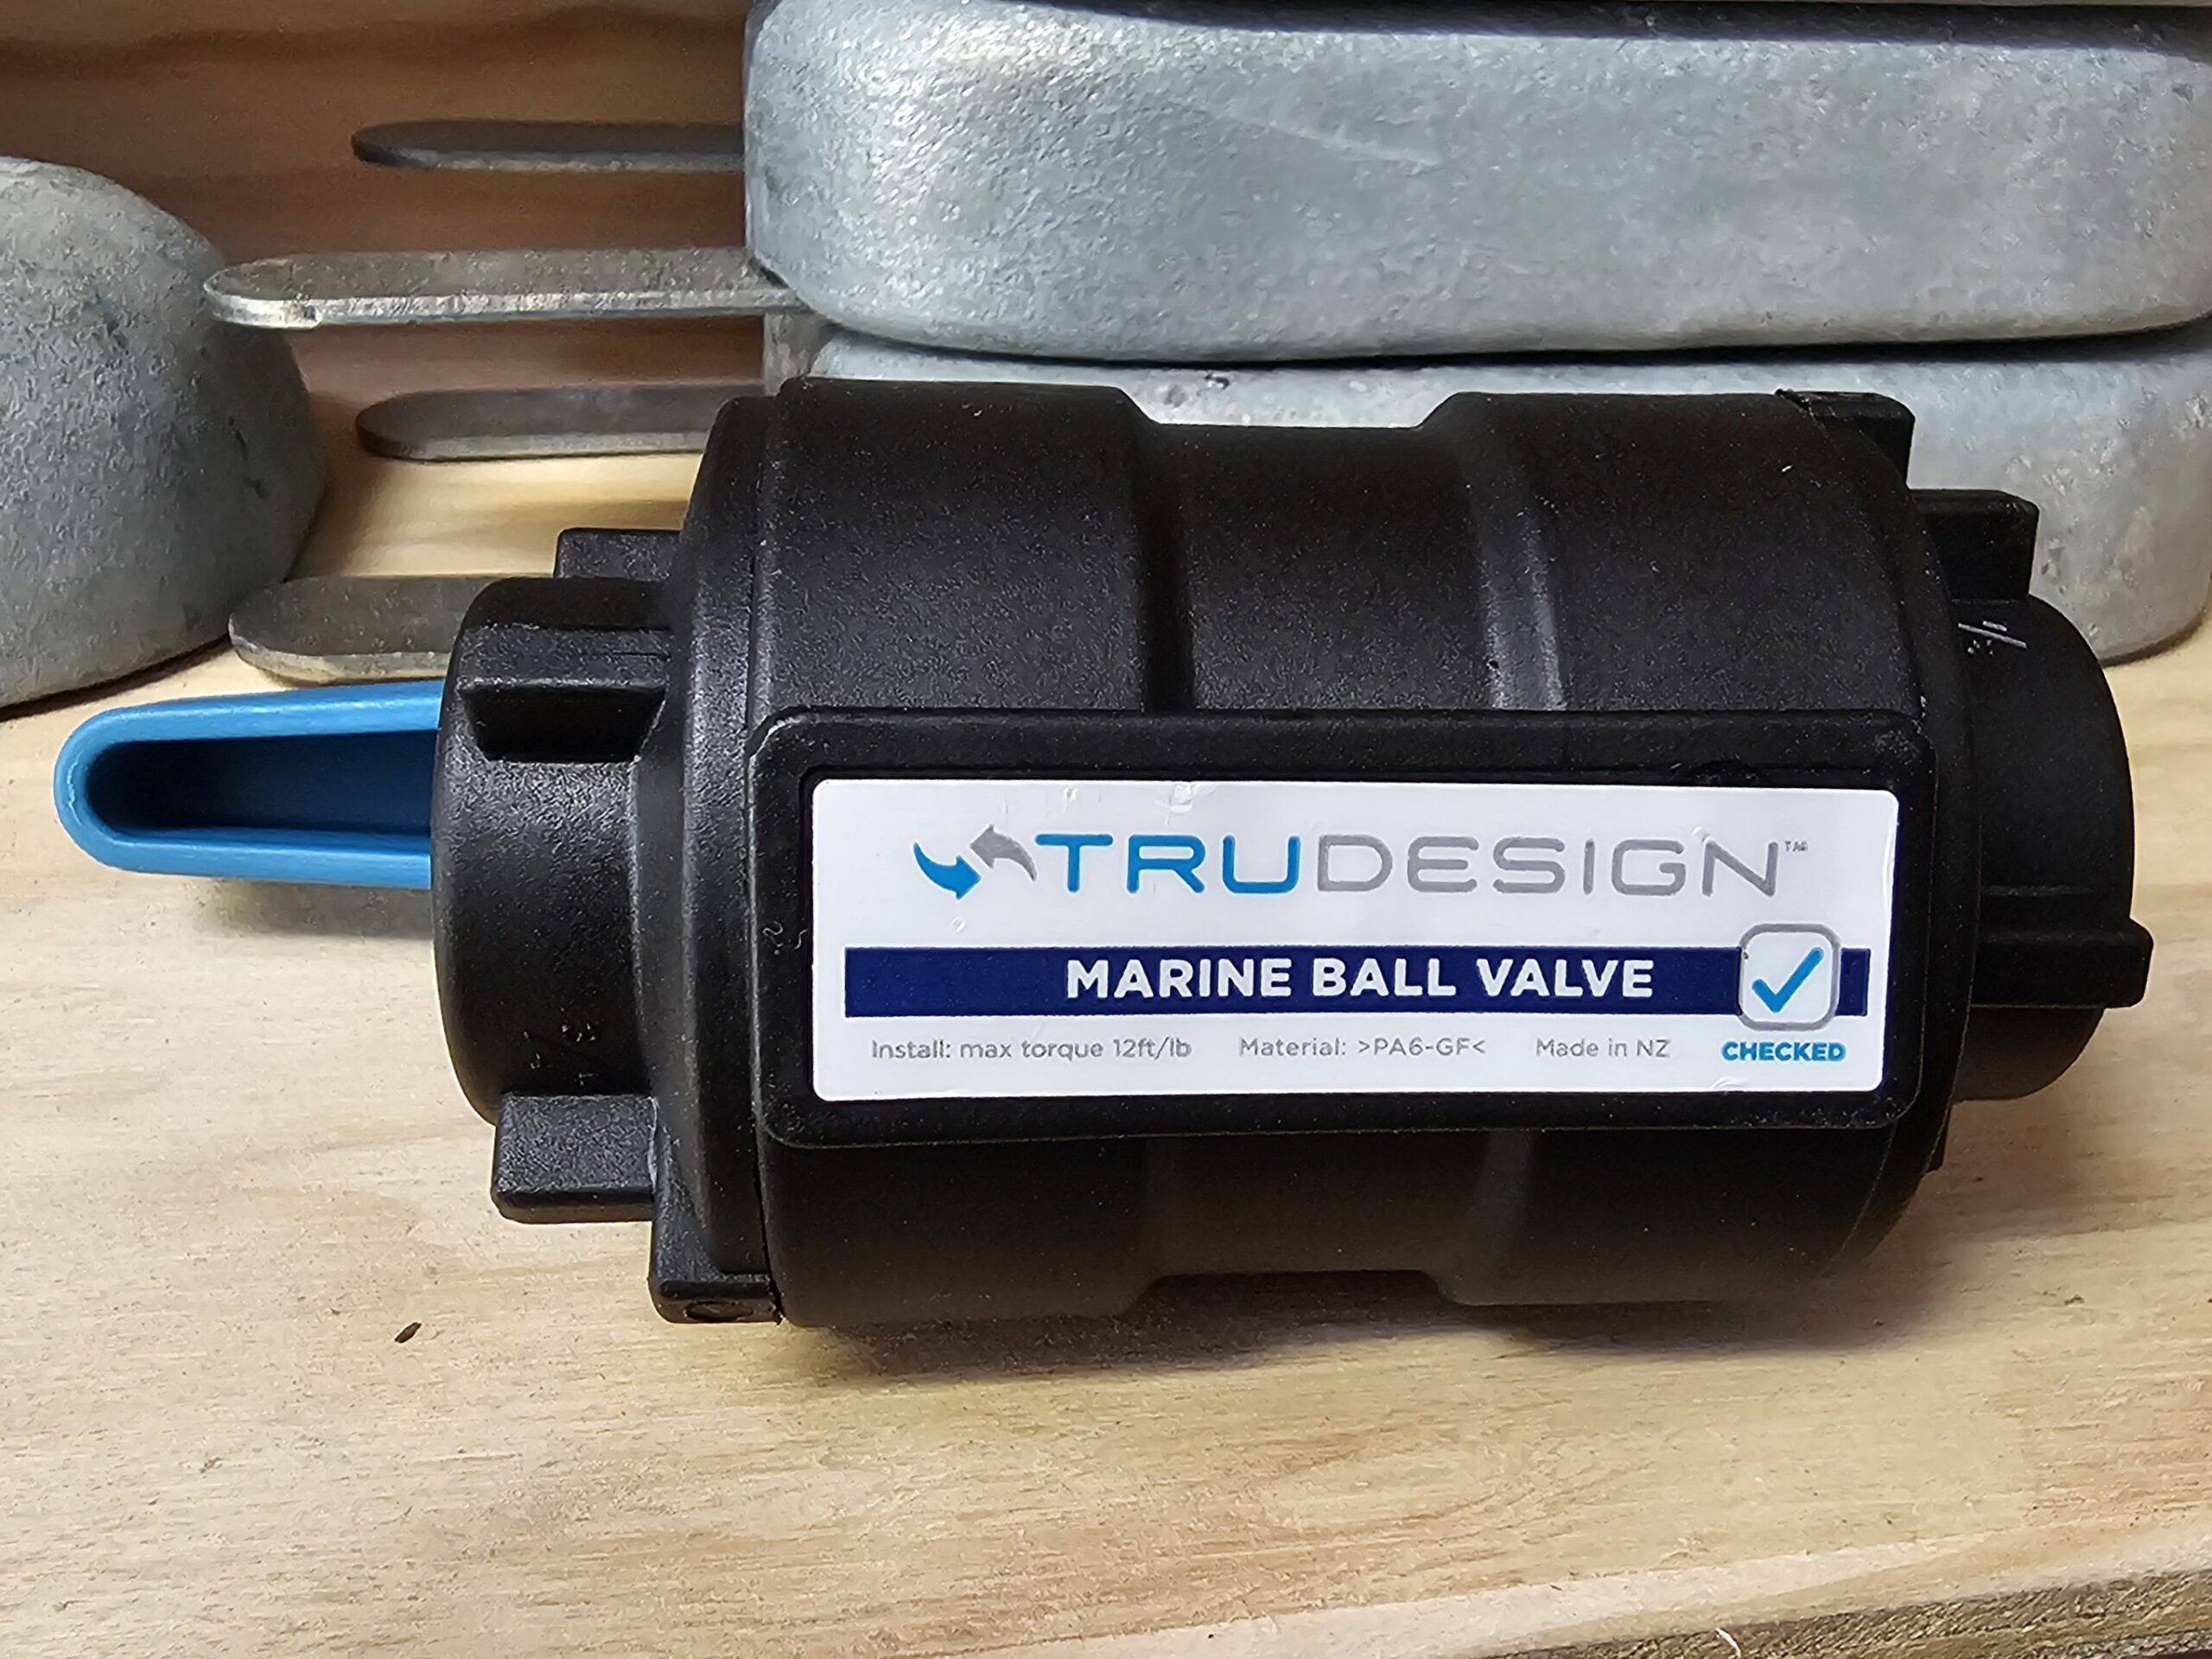 TRUDESIGN™
MARINE BALL VALVE
Install: max torque 12ft/lb Material: >PA6-GF< Made in NZ CHECKED